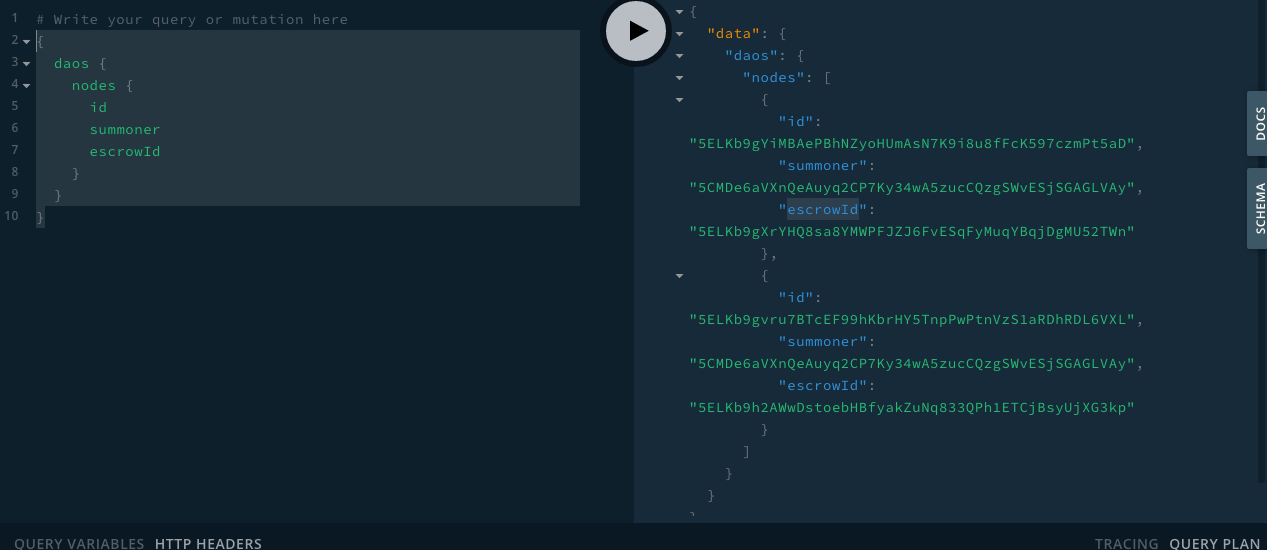 1 # Write your query or mutation here
2 {
3 daos {
4 nodes {
5 id
6 summoner
7 escrowId
8 }
9 }
10 }
{
"data": {
"daos": {
"nodes": [
{
"id":
"5ELKb9gYiMBAePBhNZyoHUmAsN7K9i8u8fFcK597czmPt5aD",
"summoner":
"5CMDe6aVXnQeAuyq2CP7Ky34wA5zucCQzgSWvESjSGAGLVAy",
"escrowId":
"5ELKb9gXrYHQ8sa8YMWPFJZJ6FvESqFyMuqYBqjDgMU52TWn"
},
{
"id":
"5ELKb9gvru7BTcEF99hKbrHY5TnpPwPtnVzS1aRDhRDL6VXL",
"summoner":
"5CMDe6aVXnQeAuyq2CP7Ky34wA5zucCQzgSWvESjSGAGLVAy",
"escrowId":
"5ELKb9h2AWwDstoebHBfyakZuNq833QPh1ETCjBsyUjXG3kp"
}
]
}
}
}
DOCS
SCHEMA
QUERY VARIABLES HTTP HEADERS
TRACING QUERY PLAN